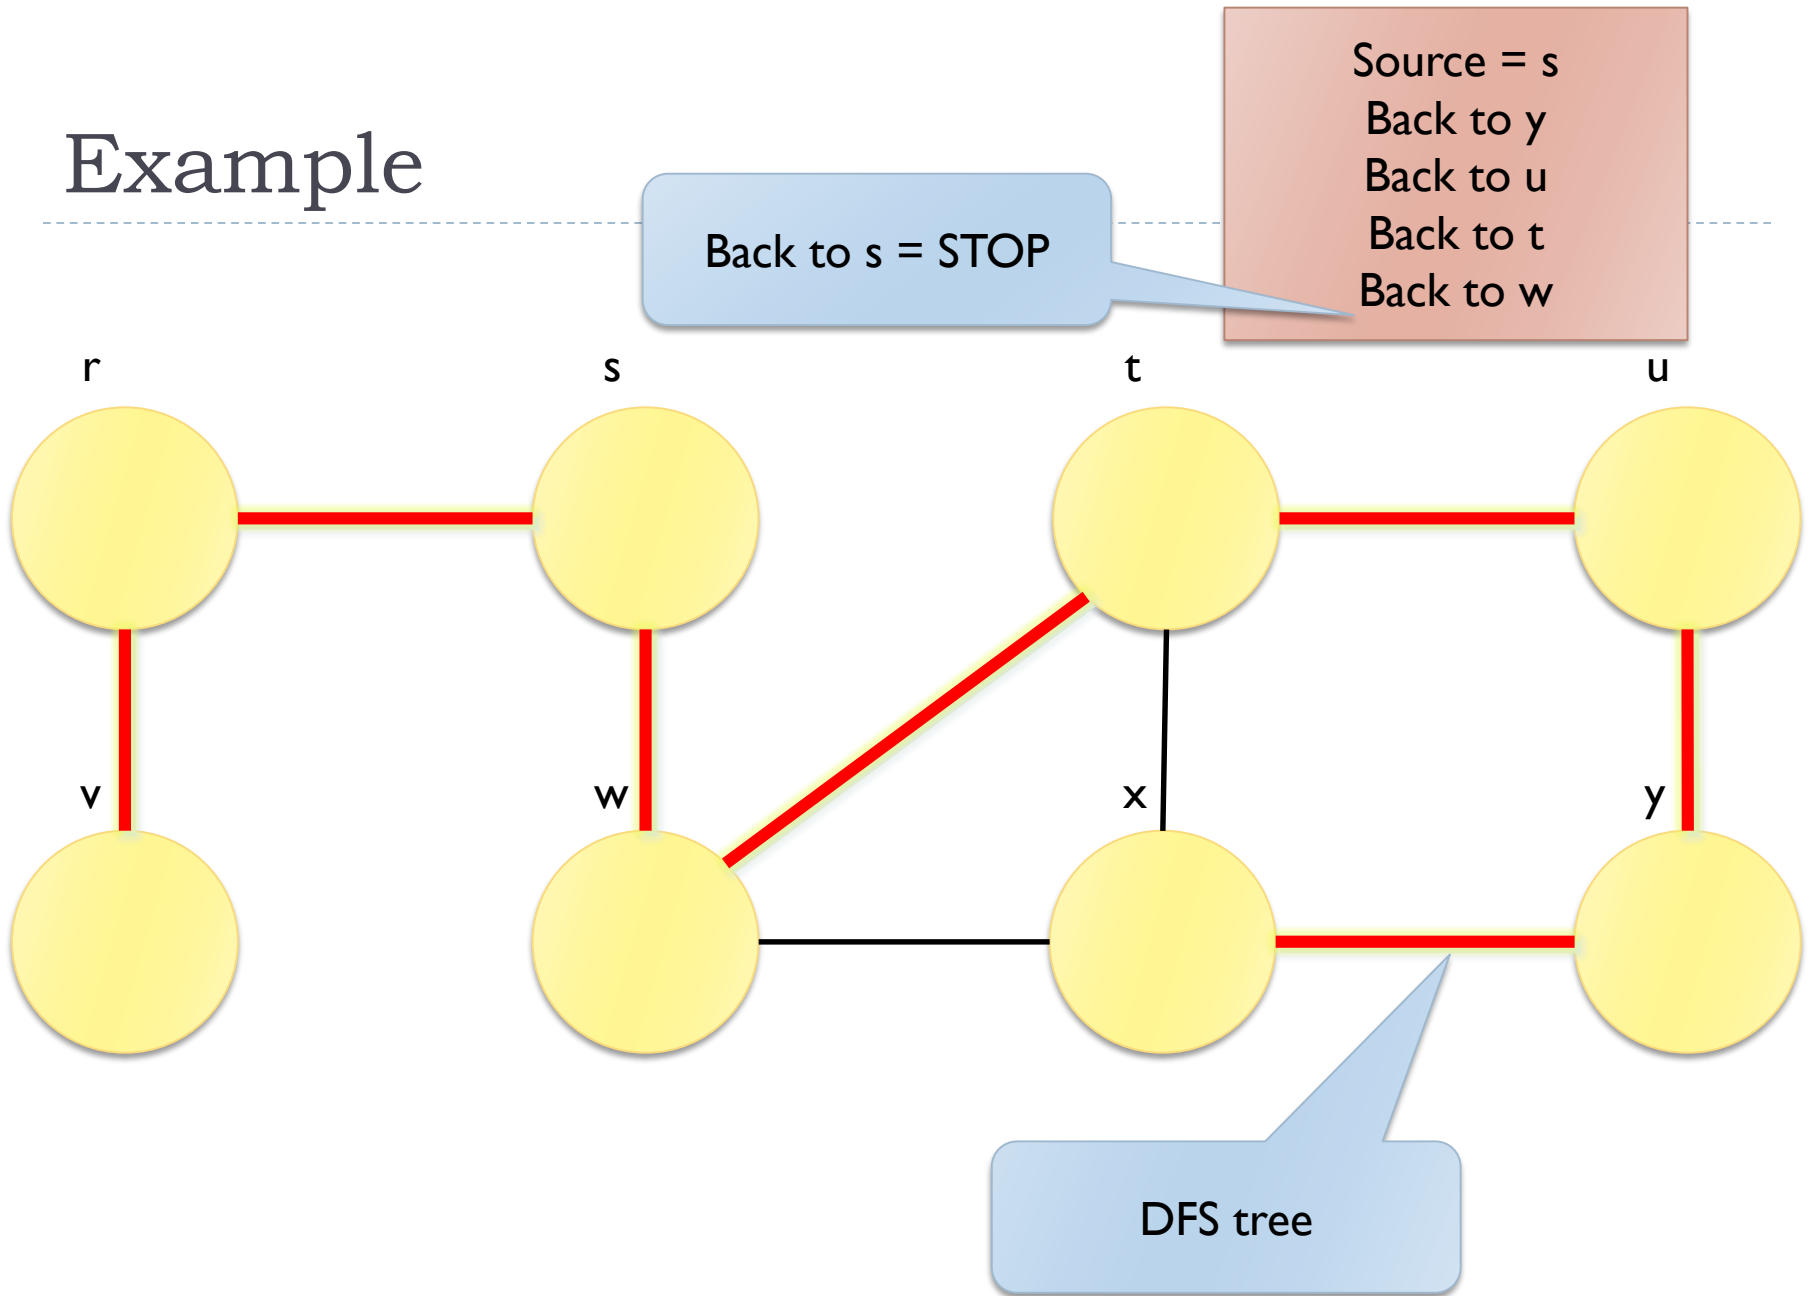 Example
Source = s
Back to y
Back to u
Back to t
Back to w
Back to s = STOP
r
s
t
u
v
w
x
y
DFS tree